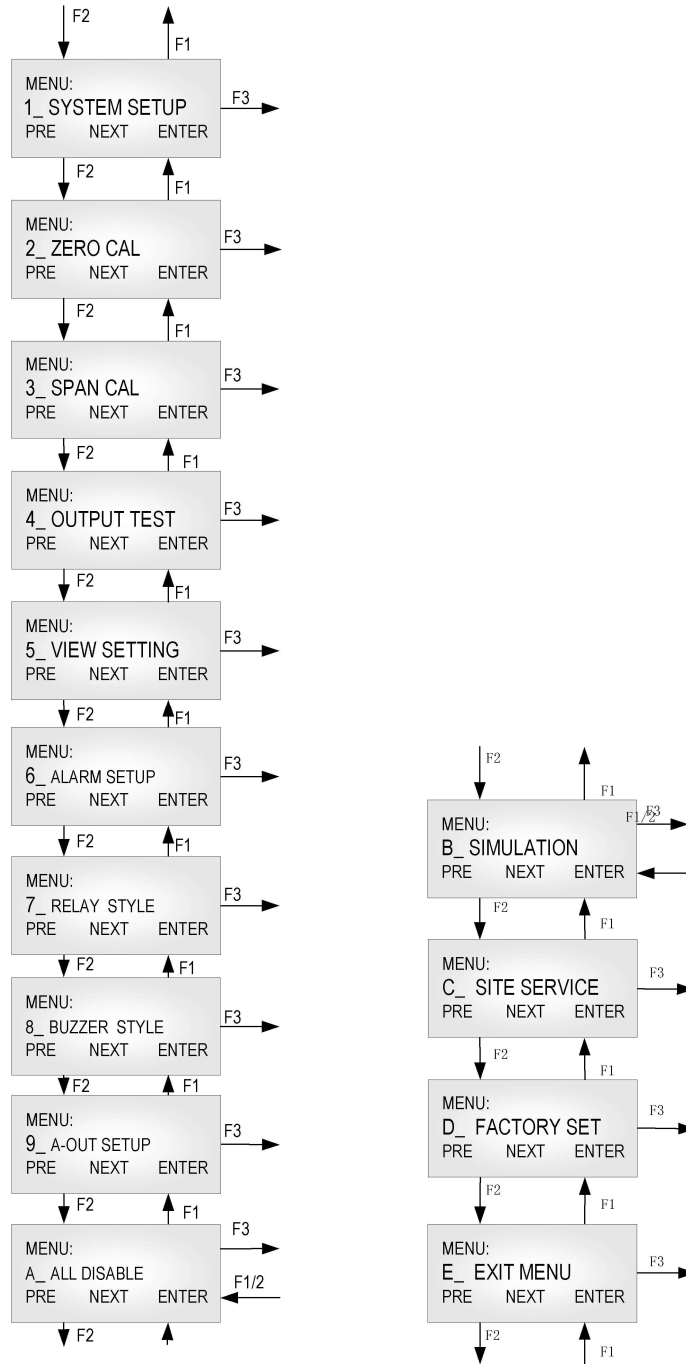 F2
F1
MENU:
1_ SYSTEM SETUP
PRE NEXT ENTER
F3
F2
F1
MENU:
2_ ZERO CAL
PRE NEXT ENTER
F3
F2
F1
MENU:
3_ SPAN CAL
PRE NEXT ENTER
F3
F2
F1
MENU:
4_ OUTPUT TEST
PRE NEXT ENTER
F3
F2
F1
MENU:
5_ VIEW SETTING
PRE NEXT ENTER
F3
F2
F1
MENU:
6_ ALARM SETUP
PRE NEXT ENTER
F3
F2
F1
MENU:
7_ RELAY STYLE
PRE NEXT ENTER
F3
F2
F1
MENU:
8_ BUZZER STYLE
PRE NEXT ENTER
F3
F2
F1
MENU:
9_ A-OUT SETUP
PRE NEXT ENTER
F3
F2
F1
MENU:
A_ ALL DISABLE
PRE NEXT ENTER
F3
F1/2
F2
F2
F1
MENU:
B_ SIMULATION
PRE NEXT ENTER
F3
F1/2
F2
F1
MENU:
C_ SITE SERVICE
PRE NEXT ENTER
F3
F2
F1
MENU:
D_ FACTORY SET
PRE NEXT ENTER
F3
F2
F1
MENU:
E_ EXIT MENU
PRE NEXT ENTER
F3
F2
F1